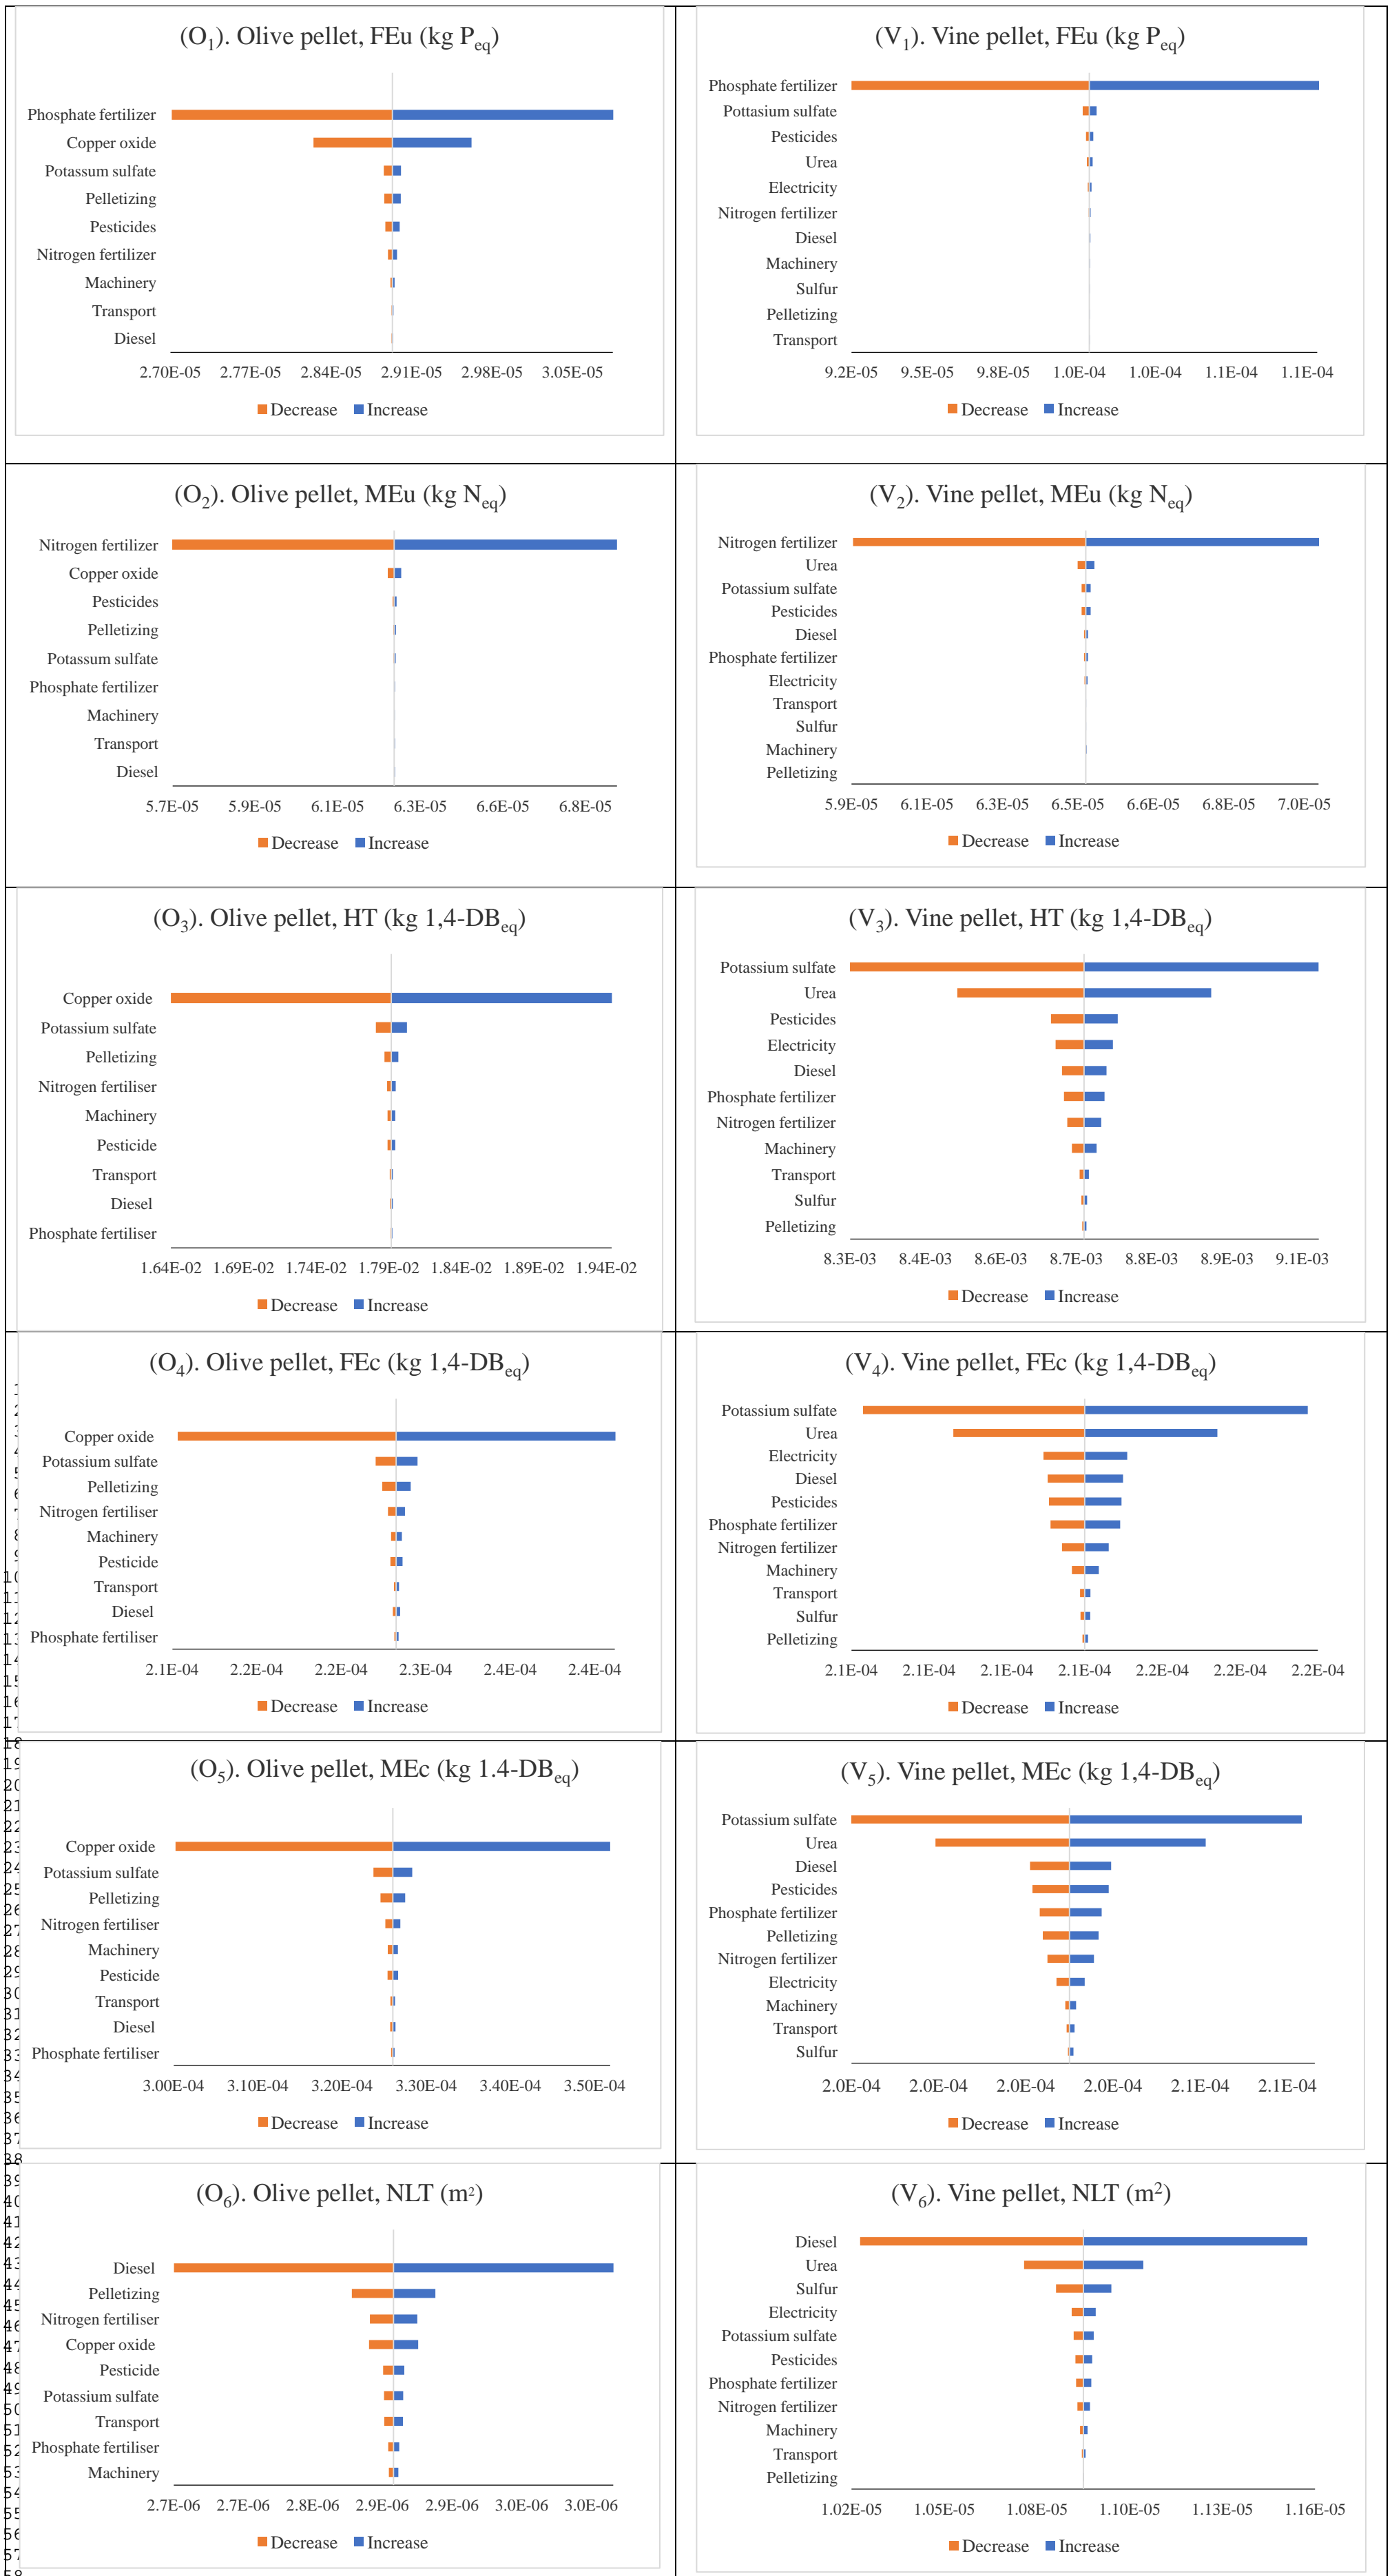 (O1). Olive pellet, FEu (kg Peq)
Phosphate fertilizer
Copper oxide
Potassum sulfate
Pelletizing
Pesticides
Nitrogen fertilizer
Machinery
Transport
Diesel
2.70E-05 2.77E-05 2.84E-05 2.91E-05 2.98E-05 3.05E-05
Decrease Increase
(V1). Vine pellet, FEu (kg Peq)
Phosphate fertilizer
Pottasium sulfate
Pesticides
Urea
Electricity
Nitrogen fertilizer
Diesel
Machinery
Sulfur
Pelletizing
Transport
9.2E-05 9.5E-05 9.8E-05 1.0E-04 1.0E-04 1.1E-04 1.1E-04
Decrease Increase
(O2). Olive pellet, MEu (kg Neq)
Nitrogen fertilizer
Copper oxide
Pesticides
Pelletizing
Potassum sulfate
Phosphate fertilizer
Machinery
Transport
Diesel
5.7E-05 5.9E-05 6.1E-05 6.3E-05 6.6E-05 6.8E-05
Decrease Increase
(V2). Vine pellet, MEu (kg Neq)
Nitrogen fertilizer
Urea
Potassium sulfate
Pesticides
Diesel
Phosphate fertilizer
Electricity
Transport
Sulfur
Machinery
Pelletizing
5.9E-05 6.1E-05 6.3E-05 6.5E-05 6.6E-05 6.8E-05 7.0E-05
Decrease Increase
(O3). Olive pellet, HT (kg 1,4-DBeq)
Copper oxide
Potassium sulfate
Pelletizing
Nitrogen fertiliser
Machinery
Pesticide
Transport
Diesel
Phosphate fertiliser
1.64E-02 1.69E-02 1.74E-02 1.79E-02 1.84E-02 1.89E-02 1.94E-02
Decrease Increase
(V3). Vine pellet, HT (kg 1,4-DBeq)
Potassium sulfate
Urea
Pesticides
Electricity
Diesel
Phosphate fertilizer
Nitrogen fertilizer
Machinery
Transport
Sulfur
Pelletizing
8.3E-03 8.4E-03 8.6E-03 8.7E-03 8.8E-03 8.9E-03 9.1E-03
Decrease Increase
(O4). Olive pellet, FEc (kg 1,4-DBeq)
Copper oxide
Potassium sulfate
Pelletizing
Nitrogen fertiliser
Machinery
Pesticide
Transport
Diesel
Phosphate fertiliser
2.1E-04 2.2E-04 2.2E-04 2.3E-04 2.4E-04 2.4E-04
Decrease Increase
(V4). Vine pellet, FEc (kg 1,4-DBeq)
Potassium sulfate
Urea
Electricity
Diesel
Pesticides
Phosphate fertilizer
Nitrogen fertilizer
Machinery
Transport
Sulfur
Pelletizing
2.1E-04 2.1E-04 2.1E-04 2.1E-04 2.2E-04 2.2E-04 2.2E-04
Decrease Increase
(O5). Olive pellet, MEc (kg 1.4-DBeq)
Copper oxide
Potassium sulfate
Pelletizing
Nitrogen fertiliser
Machinery
Pesticide
Transport
Diesel
Phosphate fertiliser
3.00E-04 3.10E-04 3.20E-04 3.30E-04 3.40E-04 3.50E-04
Decrease Increase
(V5). Vine pellet, MEc (kg 1,4-DBeq)
Potassium sulfate
Urea
Diesel
Pesticides
Phosphate fertilizer
Pelletizing
Nitrogen fertilizer
Electricity
Machinery
Transport
Sulfur
2.0E-04 2.0E-04 2.0E-04 2.0E-04 2.1E-04 2.1E-04
Decrease Increase
(O6). Olive pellet, NLT (m²)
Diesel
Pelletizing
Nitrogen fertiliser
Copper oxide
Pesticide
Potassium sulfate
Transport
Phosphate fertiliser
Machinery
2.7E-06 2.7E-06 2.8E-06 2.9E-06 2.9E-06 3.0E-06 3.0E-06
Decrease Increase
(V6). Vine pellet, NLT (m²)
Diesel
Urea
Sulfur
Electricity
Potassium sulfate
Pesticides
Phosphate fertilizer
Nitrogen fertilizer
Machinery
Transport
Pelletizing
1.02E-05 1.05E-05 1.08E-05 1.10E-05 1.13E-05 1.16E-05
Decrease Increase